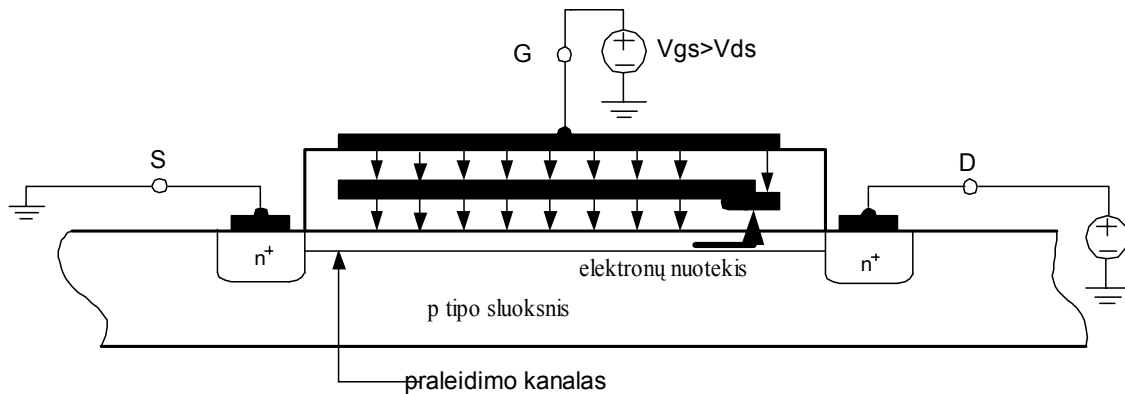 G
Vgs>Vds
S
D
n+
n+
elektronų nuotekis
p tipo sluoksnis
praleidimo kanalas